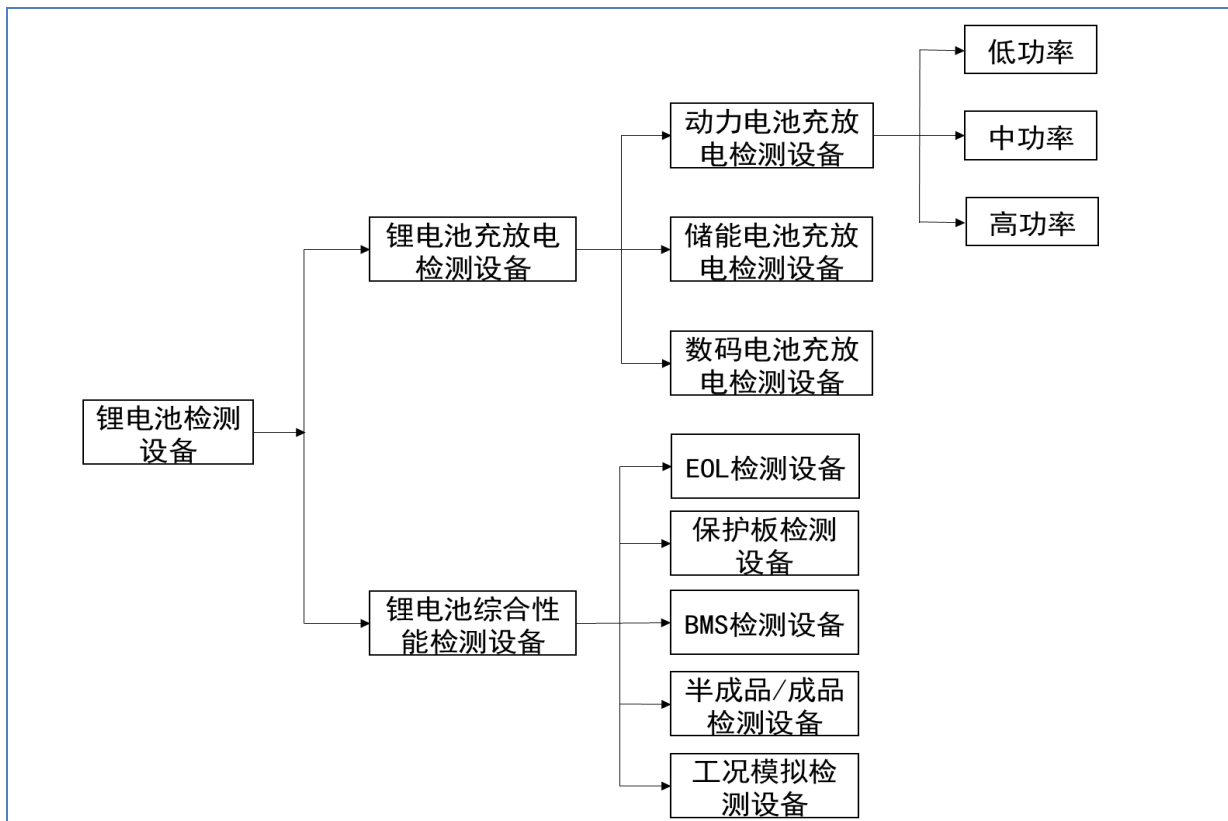 低功率
动力电池充放
电检测设备
中功率
高功率
锂电池充放电
检测设备
储能电池充放
电检测设备
数码电池充放
电检测设备
锂电池检测
设备
EOL检测设备
保护板检测
设备
锂电池综合性
能检测设备
BMS检测设备
半成品/成品
检测设备
工况模拟检
测设备